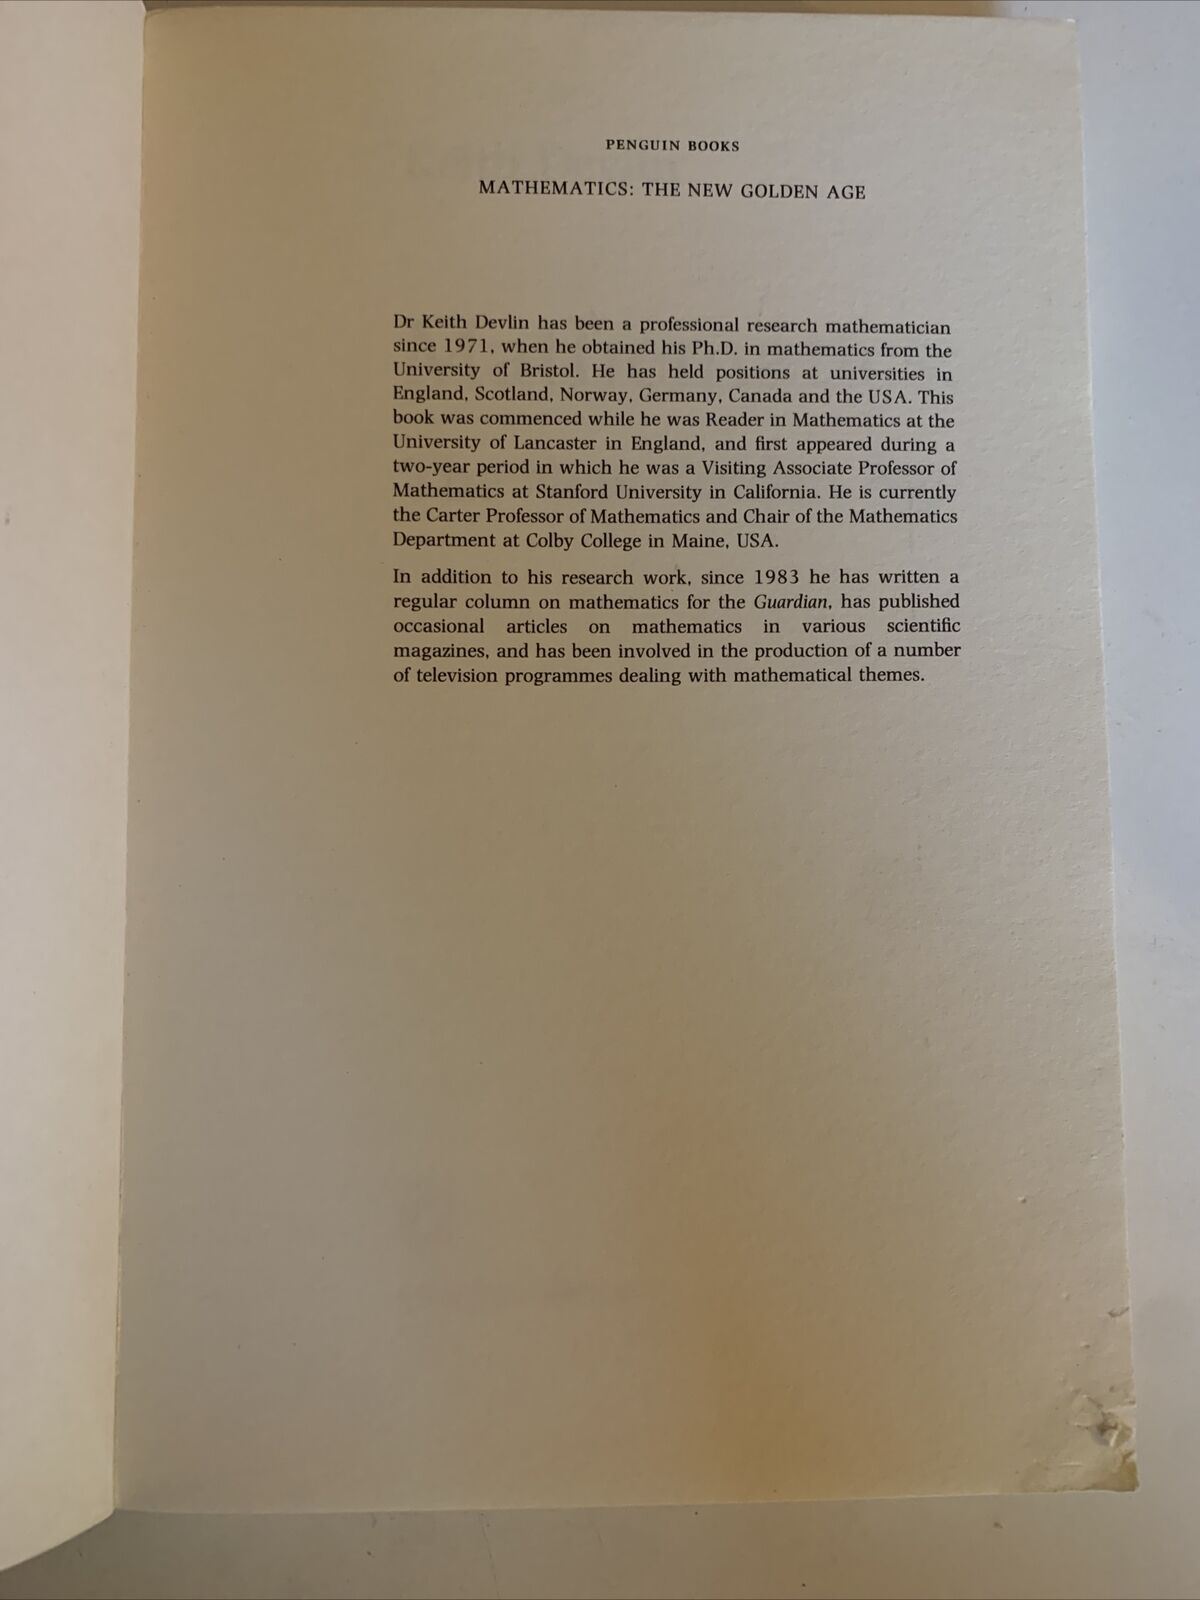 PENGUIN BOOKS
MATHEMATICS: THE NEW GOLDEN AGE
Dr Keith Devlin has been a professional research mathematician
since 1971, when he obtained his Ph.D. in mathematics from the
University of Bristol. He has held positions at universities in
England, Scotland, Norway, Germany, Canada and the USA. This
book was commenced while he was Reader in Mathematics at the
University of Lancaster in England, and first appeared during a
two-year period in which he was a Visiting Associate Professor of
Mathematics at Stanford University in California. He is currently
the Carter Professor of Mathematics and Chair of the Mathematics
Department at Colby College in Maine, USA.
In addition to his research work, since 1983 he has written a
regular column on mathematics for the Guardian, has published
occasional articles on mathematics in various scientific
magazines, and has been involved in the production of a number
of television programmes dealing with mathematical themes.